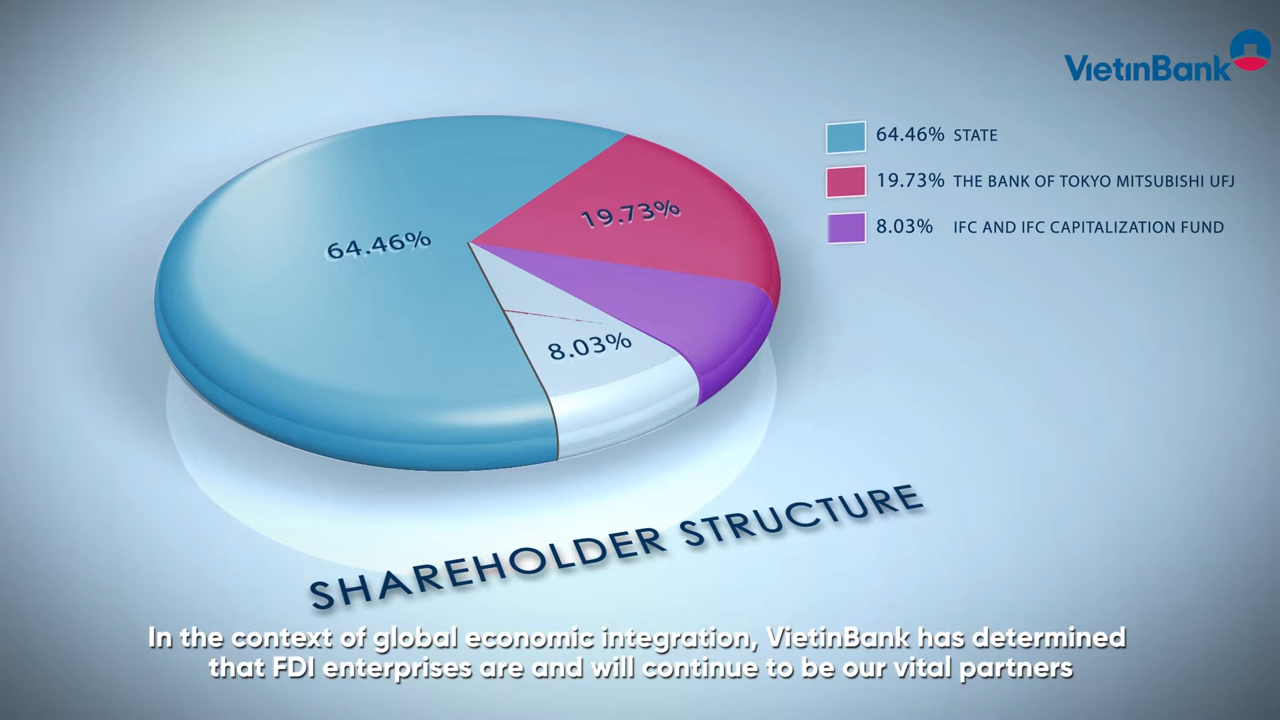 VietinBank
64.46% STATE
19.73% THE BANK OF TOKYO MITSUBISHI UFJ
8.03% IFC AND IFC CAPITALIZATION FUND
19.73%
64.46%
8.03%
SHAREHOLDER STRUCTURE
In the context of global economic integration, VietinBank has determined
that FDI enterprises are and will continue to be our vital partners